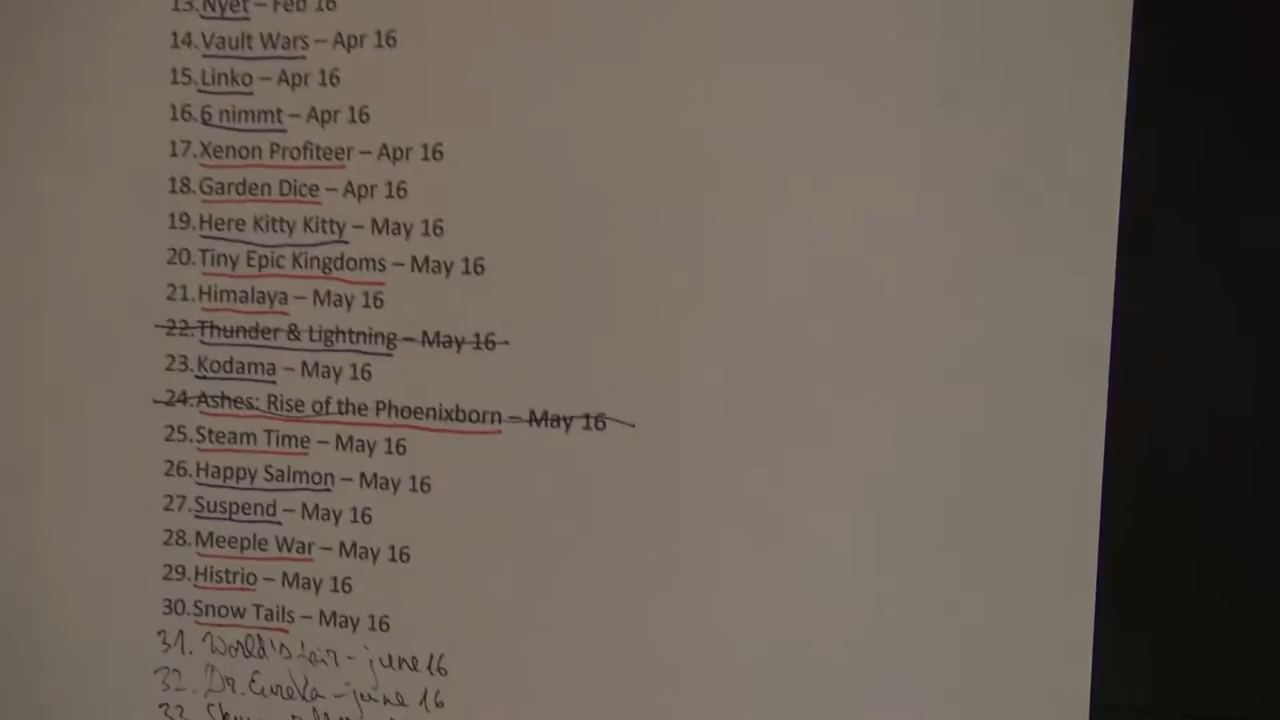 13. Nyet – Feb 16
14. Vault Wars – Apr 16
15. Linko – Apr 16
16. 6 nimmt – Apr 16
17. Xenon Profiteer – Apr 16
18. Garden Dice – Apr 16
19. Here Kitty Kitty – May 16
20. Tiny Epic Kingdoms – May 16
21. Himalaya – May 16
22. Thunder & Lightning – May 16
23. Kodama – May 16
24. Ashes: Rise of the Phoenixborn – May 16
25. Steam Time – May 16
26. Happy Salmon – May 16
27. Suspend – May 16
28. Meeple War – May 16
29. Histrio – May 16
30. Snow Tails – May 16
31. World's fair – june 16
32. Dr. Eureka – june 16
33.